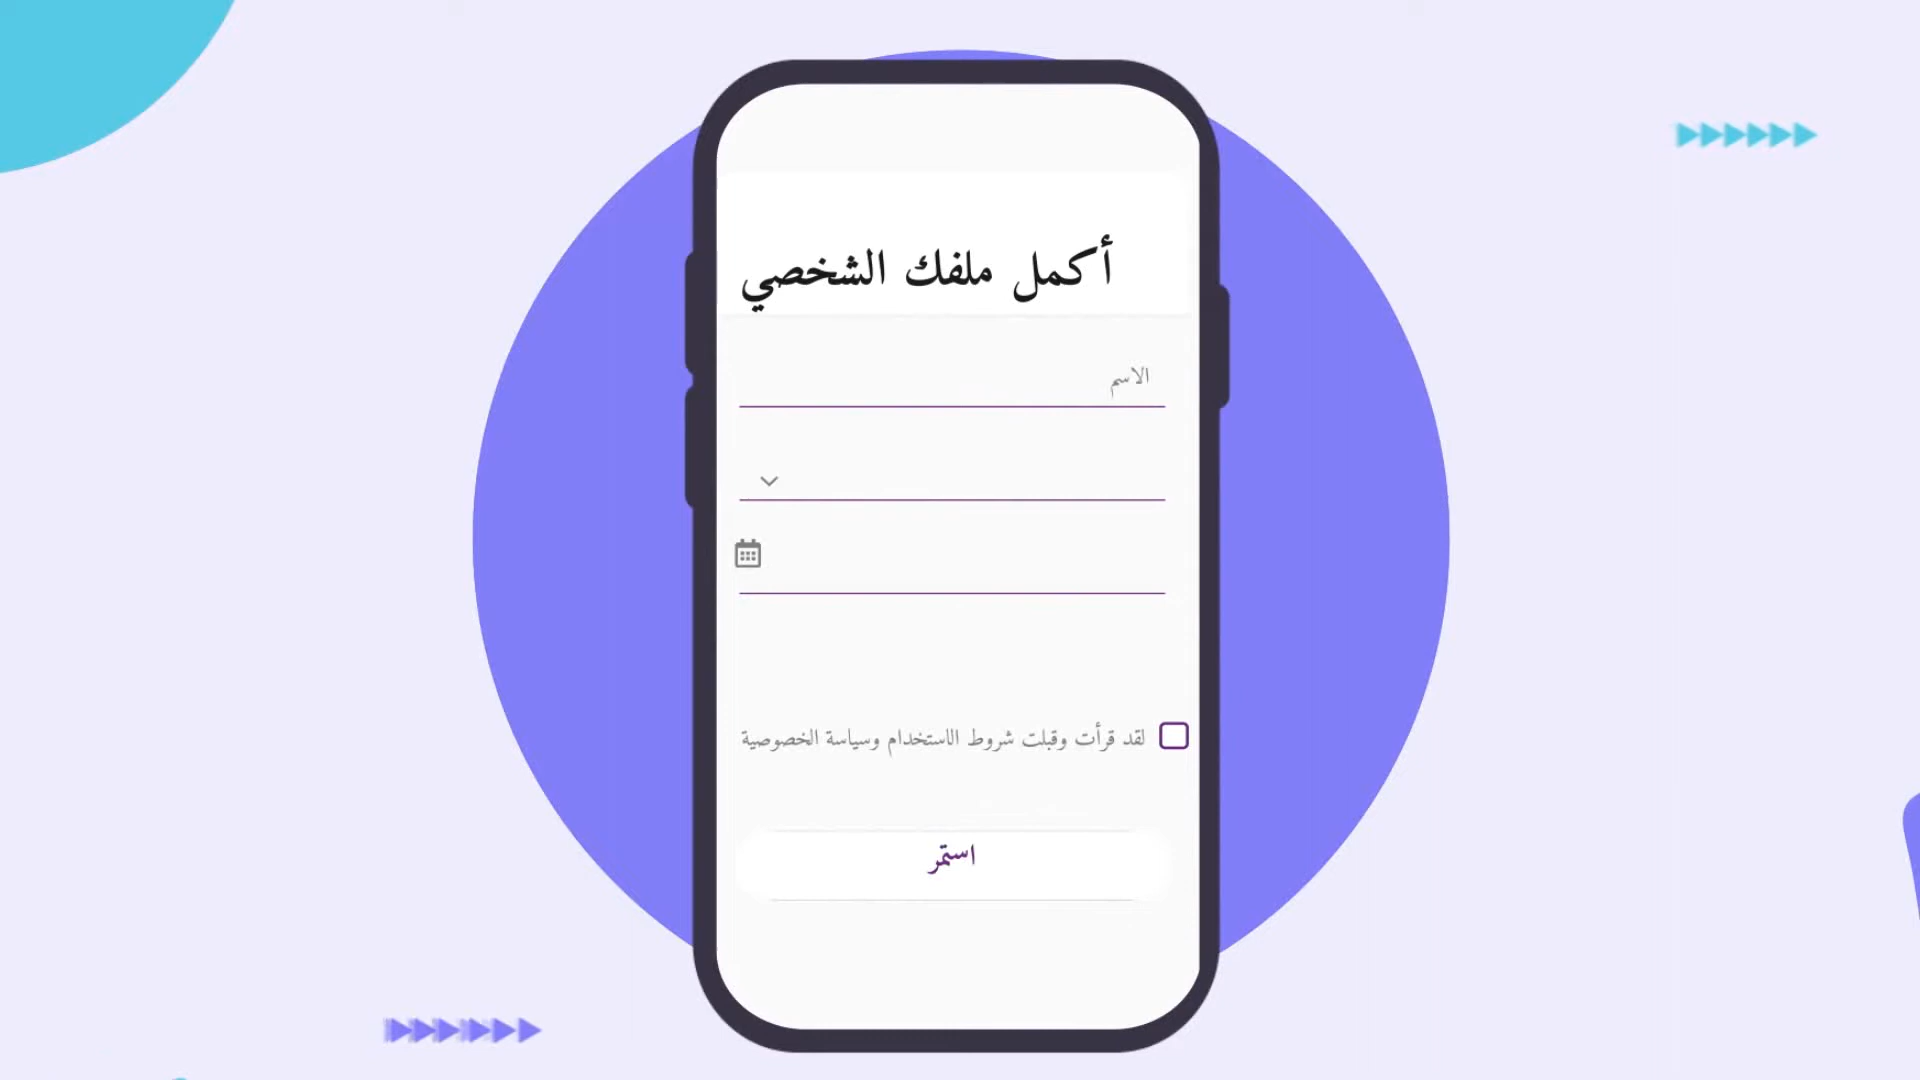 أكمل ملفك الشخصي
الاسم
لقد قرأت وقبلت شروط الاستخدام وسياسة الخصوصية
استمر